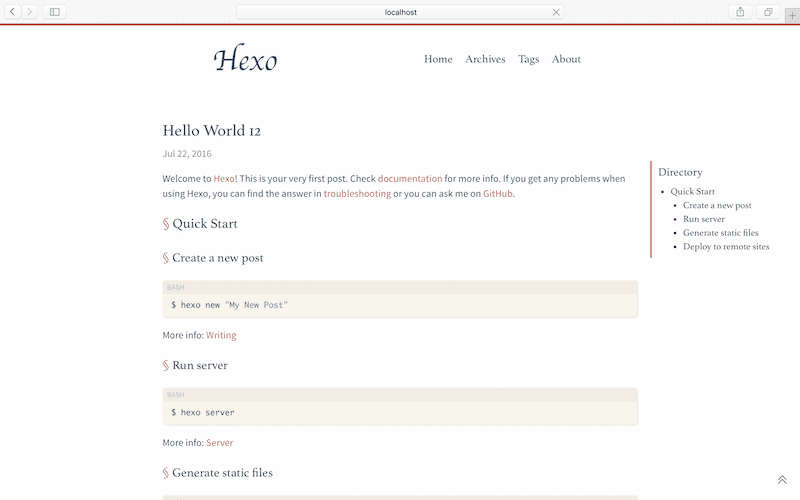 localhost
Hexo
Home Archives Tags About
Hello World 12
Jul 22, 2016
Welcome to Hexo! This is your very first post. Check documentation for more info. If you get any problems when
using Hexo, you can find the answer in troubleshooting or you can ask me on GitHub.
§ Quick Start
§ Create a new post
BASH
$ hexo new "My New Post"
More info: Writing
§ Run server
BASH
$ hexo server
More info: Server
§ Generate static files
Directory
Quick Start
Create a new post
Run server
Generate static files
Deploy to remote sites